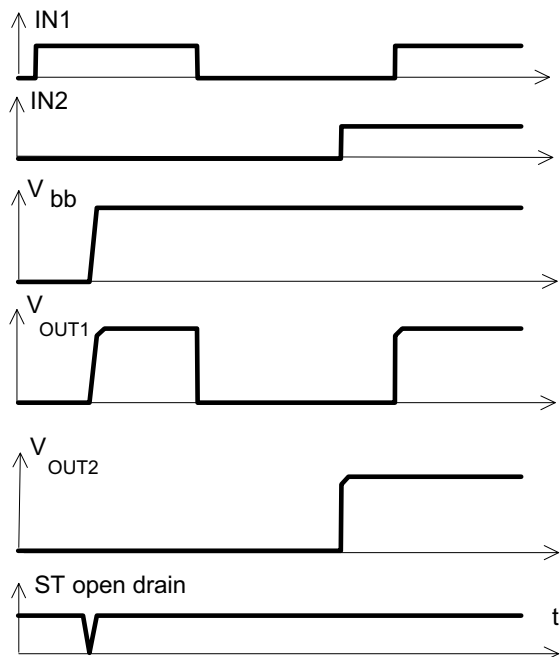 IN1
IN2
V bb
V OUT1
V OUT2
ST open drain
t